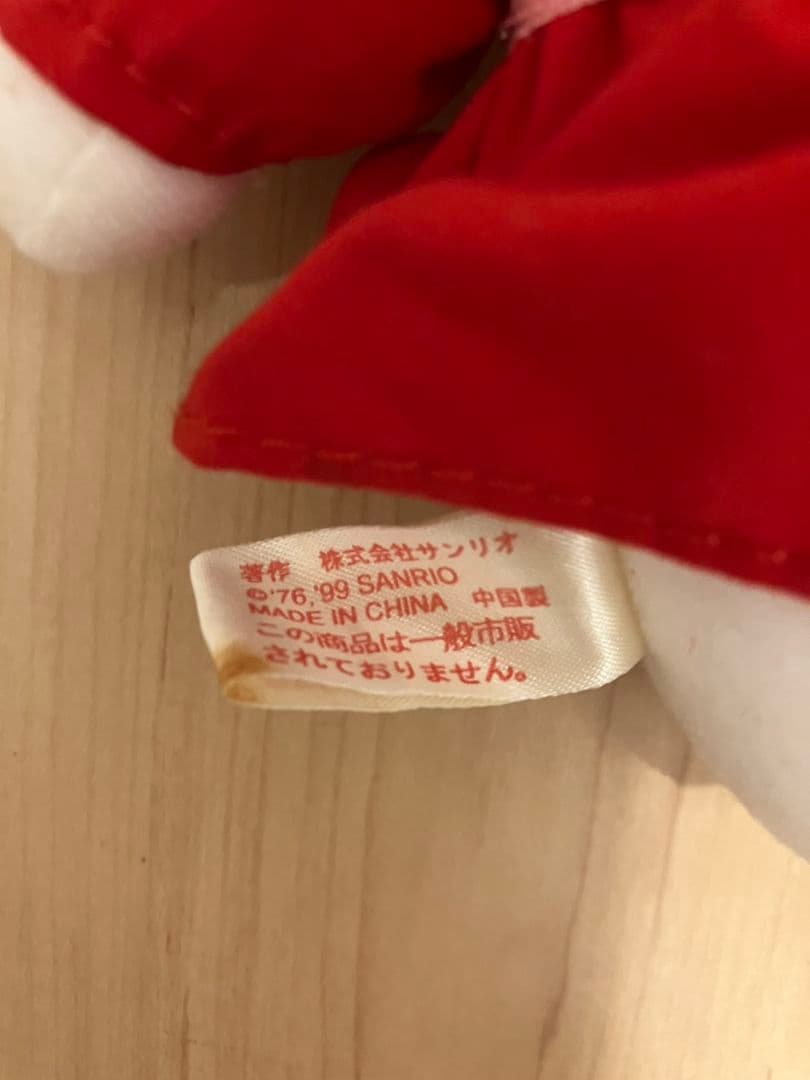 著作 株式会社サンリオ
©'76,'99 SANRIO
MADE IN CHINA 中国製
この商品は一般市販
されておりません。